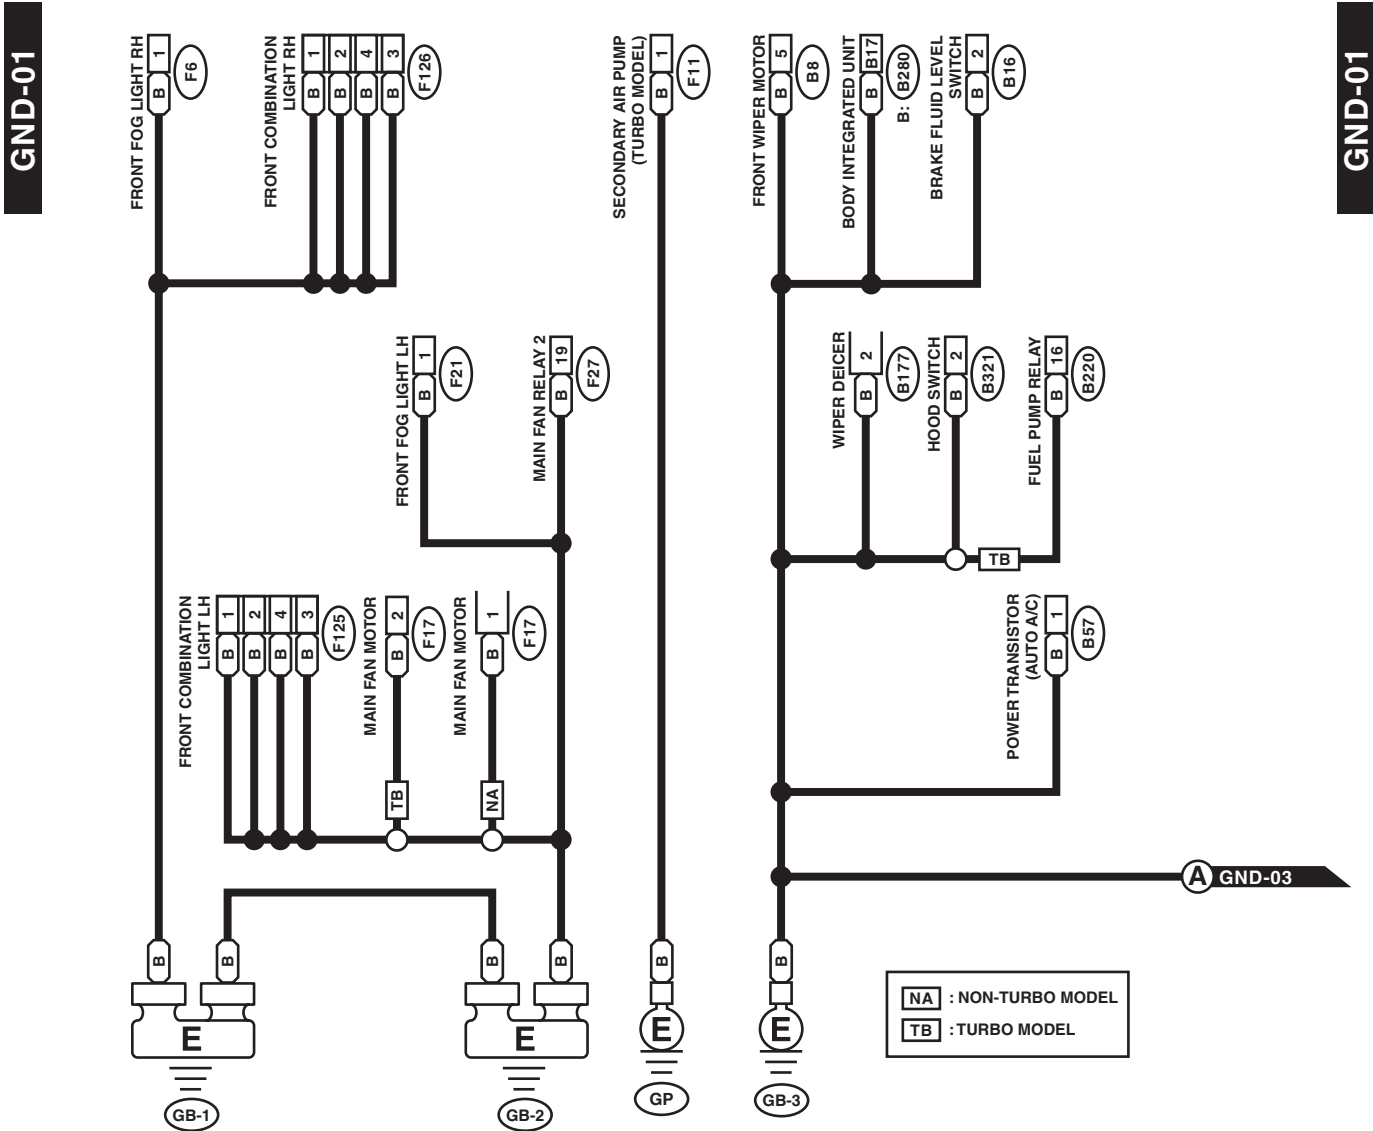 GND-01
GND-01
FRONT FOG LIGHT RH
1
B
F6
FRONT COMBINATION
LIGHT RH
1 2 4 3
B B B B
F126
SECONDARY AIR PUMP
(TURBO MODEL)
1
B
F11
FRONT WIPER MOTOR
5
B
B8
BODY INTEGRATED UNIT
B17
B
B: B280
BRAKE FLUID LEVEL
SWITCH
2
B
B16
FRONT FOG LIGHT LH
1
B
F21
MAIN FAN RELAY 2
19
B
F27
WIPER DEICER
2
B
B177
HOOD SWITCH
2
B
B321
FUEL PUMP RELAY
16
B
B220
TB
FRONT COMBINATION
LIGHT LH
1 2 4 3
B B B B
F125
MAIN FAN MOTOR
2
B
F17
TB
MAIN FAN MOTOR
1
B
F17
NA
POWER TRANSISTOR
(AUTO A/C)
1
B
B57
A GND-03
B B
E
GB-1
B B
E
GB-2
B
E
GP
B
E
GB-3
NA : NON-TURBO MODEL
TB : TURBO MODEL